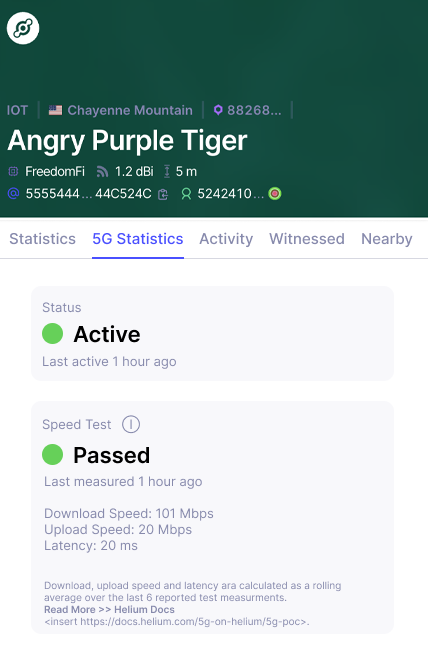 IOT | Chayenne Mountain | 88268... |
Angry Purple Tiger
FreedomFi 1.2 dBi 5 m
5555444...44C524C 5242410...
Statistics 5G Statistics Activity Witnessed Nearby
Status
Active
Last active 1 hour ago
Speed Test
Passed
Last measured 1 hour ago
Download Speed: 101 Mbps
Upload Speed: 20 Mbps
Latency: 20 ms
Download, upload speed and latency ara calculated as a rolling
average over the last 6 reported test measurments.
Read More >> Helium Docs
<insert https://docs.helium.com/5g-on-helium/5g-poc>.